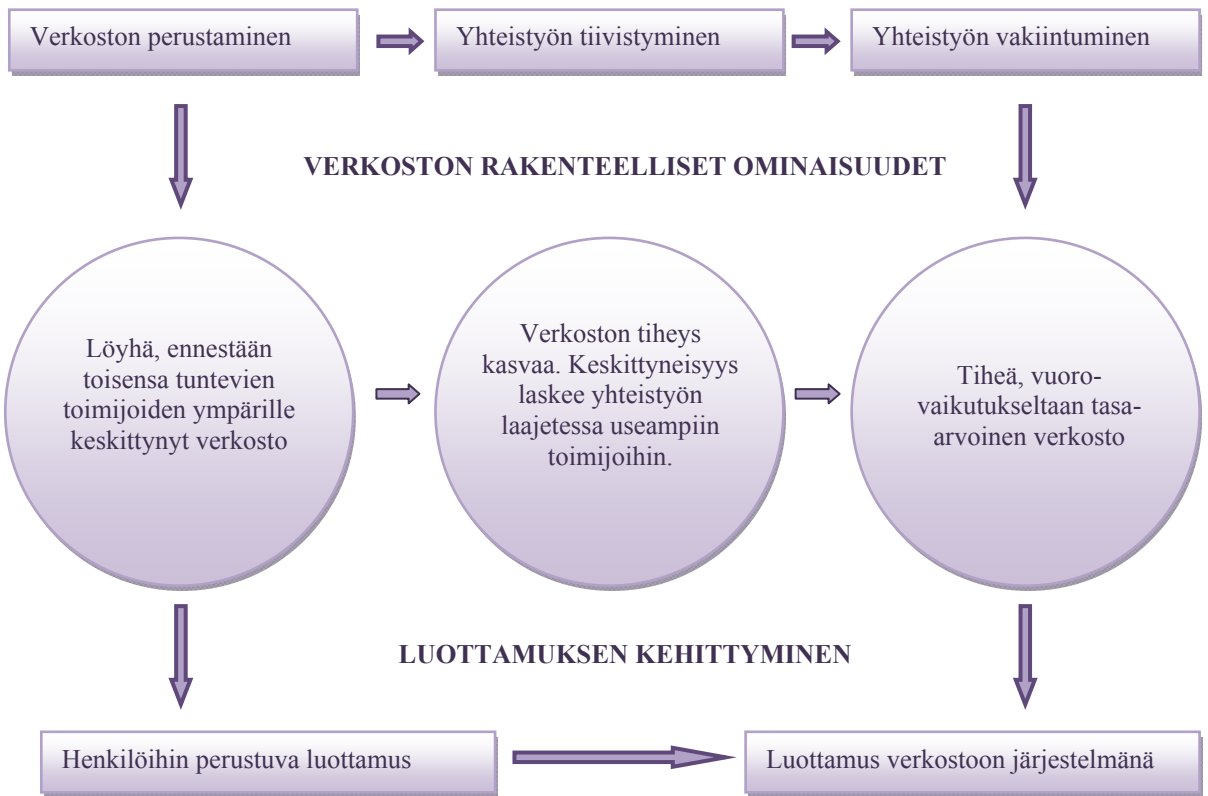 Verkoston perustaminen
Yhteistyön tiivistyminen
Yhteistyön vakiintuminen
VERKOSTON RAKENTEELLISET OMINAISUUDET
Löyhä, ennestään
toisensa tuntevien
toimijoiden ympärille
keskittynyt verkosto
Verkoston tiheys
kasvaa. Keskittyneisyys
laskee yhteistyön
laajetessa useampiin
toimijoihin.
Tiheä, vuoro-
vaikutukseltaan tasa-
arvoinen verkosto
LUOTTAMUKSEN KEHITTYMINEN
Henkilöihin perustuva luottamus
Luottamus verkostoon järjestelmänä